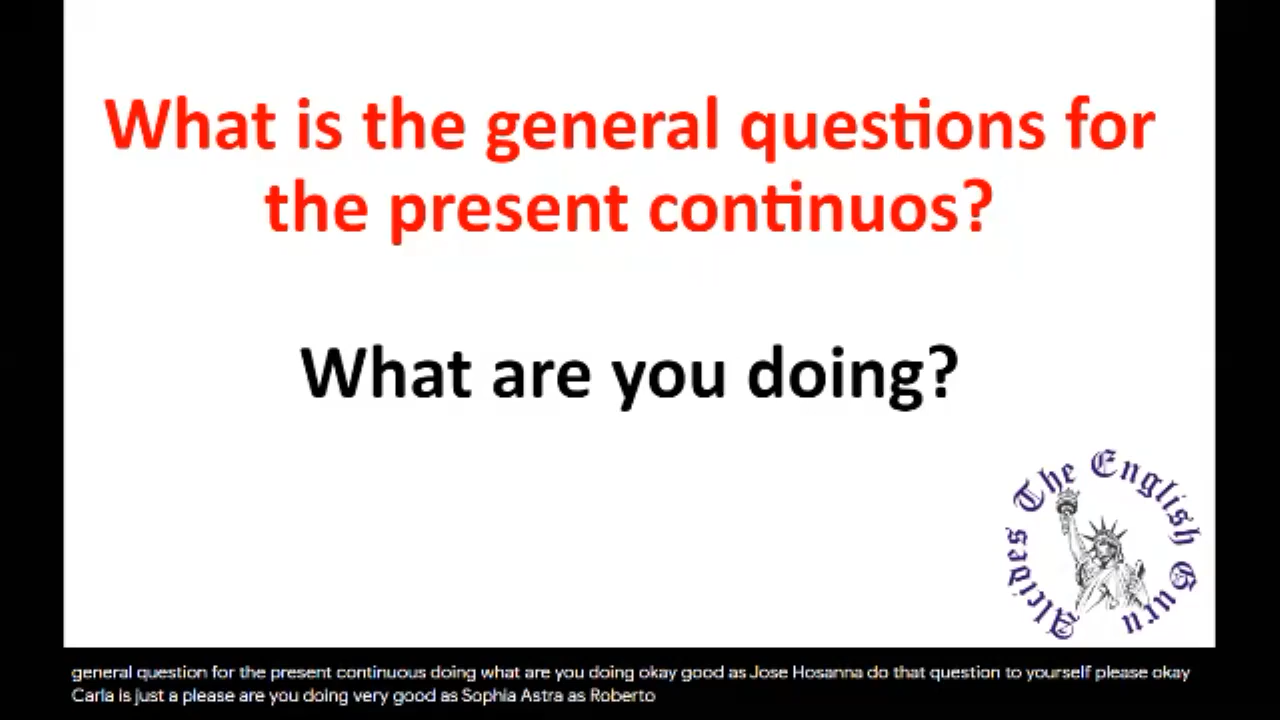 What is the general questions for
the present continuos?
What are you doing?
Alcides The English Guru
general question for the present continuous doing what are you doing okay good as Jose Hosanna do that question to yourself please okay
Carla is just a please are you doing very good as Sophia Astra as Roberto